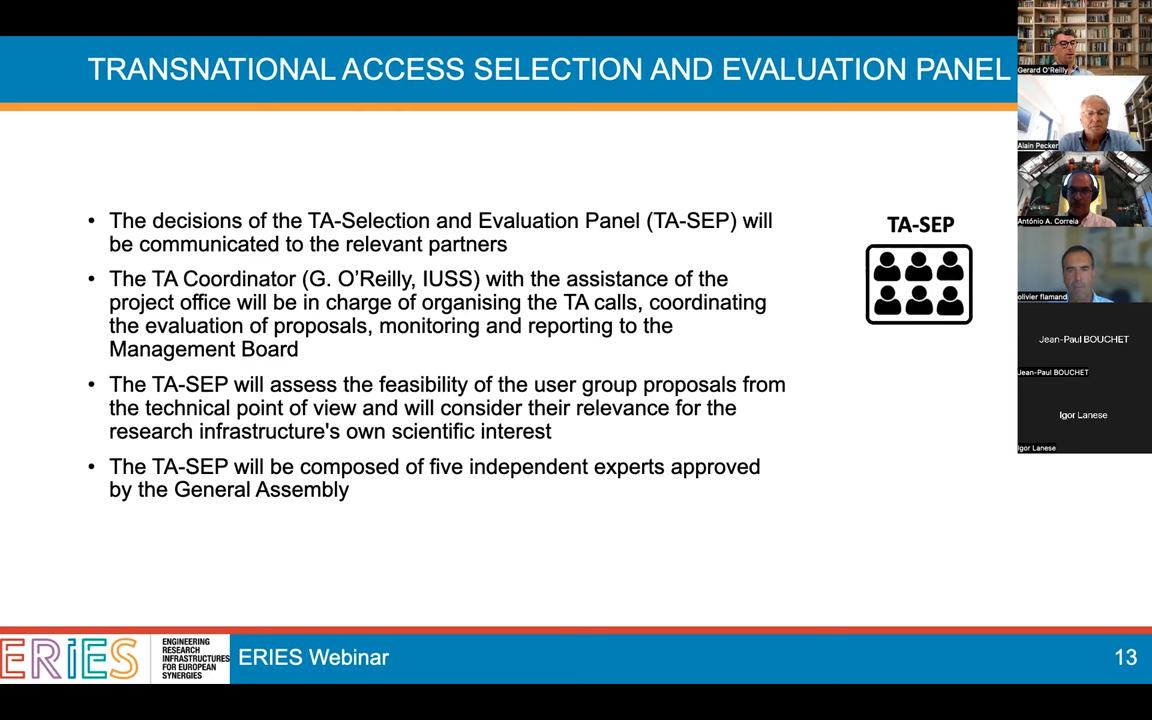 TRANSNATIONAL ACCESS SELECTION AND EVALUATION PANEL
• The decisions of the TA-Selection and Evaluation Panel (TA-SEP) will
be communicated to the relevant partners
• The TA Coordinator (G. O’Reilly, IUSS) with the assistance of the
project office will be in charge of organising the TA calls, coordinating
the evaluation of proposals, monitoring and reporting to the
Management Board
• The TA-SEP will assess the feasibility of the user group proposals from
the technical point of view and will consider their relevance for the
research infrastructure's own scientific interest
• The TA-SEP will be composed of five independent experts approved
by the General Assembly
TA-SEP
Gerard O'Reilly
Alain Pecker
António A. Correia
olivier flamand
Jean-Paul BOUCHET
Jean-Paul BOUCHET
Igor Lanese
Igor Lanese
ERIES
ENGINEERING
RESEARCH
INFRASTRUCTURES
FOR EUROPEAN
SYNERGIES
ERIES Webinar
13